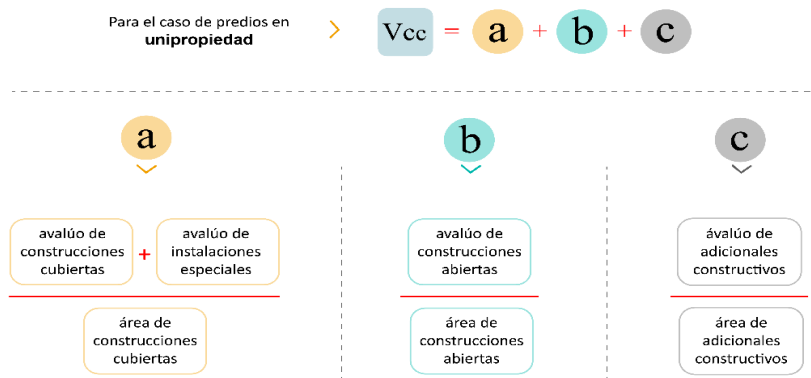 Para el caso de predios en
unipropiedad
> Vcc = a + b + c
a
b
c
avalúo de
construcciones
cubiertas
+
avalúo de
instalaciones
especiales
área de
construcciones
cubiertas
avalúo de
construcciones
abiertas
área de
construcciones
abiertas
ávalúo de
adicionales
constructivos
área de
adicionales
constructivos